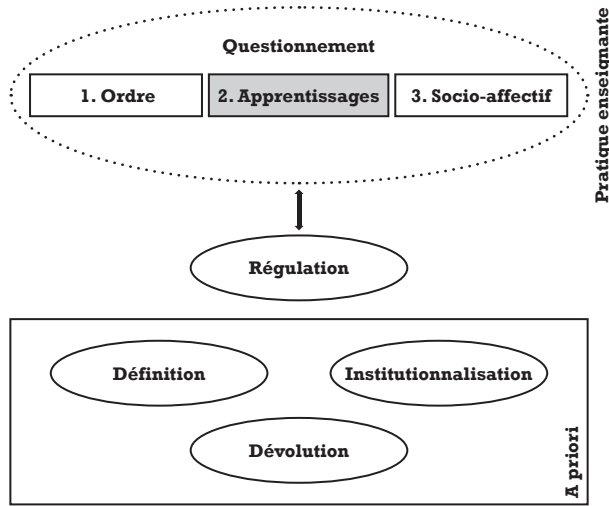 Questionnement
1. Ordre
2. Apprentissages
3. Socio-affectif
Pratique enseignante
Régulation
Définition
Institutionnalisation
Dévolution
A priori